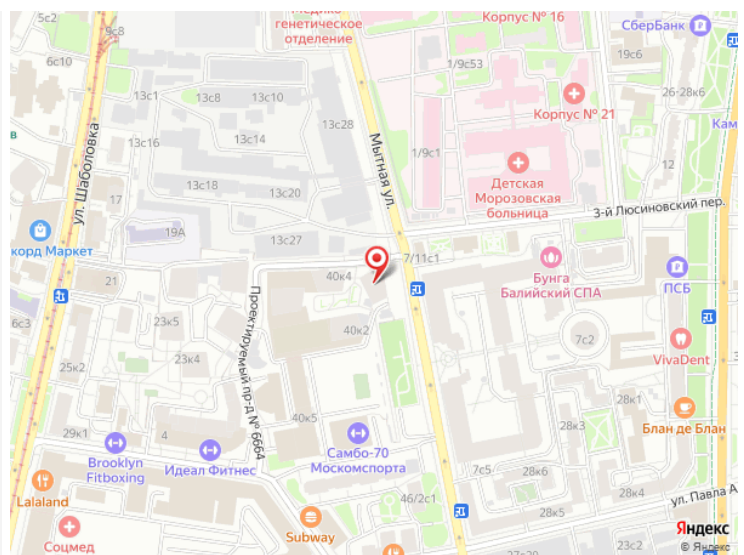 9с8
6с10
ул. Шаболовка
генетическое
отделение
Корпус № 16
СберБанк
19с6
26-28к6
1/9с53
Корпус № 21
Кам
13с1
13с8
13с10
13с28
13с16
13с14
1/9с1
Мытная ул.
12
Детская
Морозовская
больница
3-й Люсиновский пер.
13с18
13с20
17
19А
13с27
корд Маркет
21
40к4
7/11с1
Бунга
Балийский СПА
ПСБ
6с3
23к5
23к4
25к2
Проектируемый пр-д № 6664
40к2
7с2
VivaDent
28к1
28к3
Блан де Блан
29к1
4
40к5
Brooklyn
Fitboxing
Идеал Фитнес
Самбо-70
Москомспорта
7с5
28к6
28к5
28к4
46/2с1
ул. Павла А
Lalaland
Соцмед
Subway
23с2
Яндекс
© Яндекс